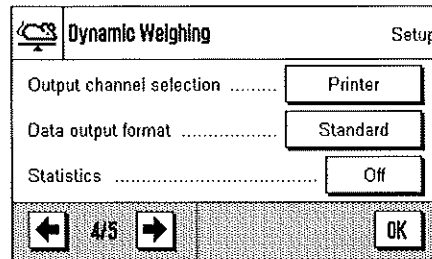 Dynamic Weighing Setup
Output channel selection ......... Printer
Data output format ................. Standard
Statistics ..................................... Off
4/5 OK